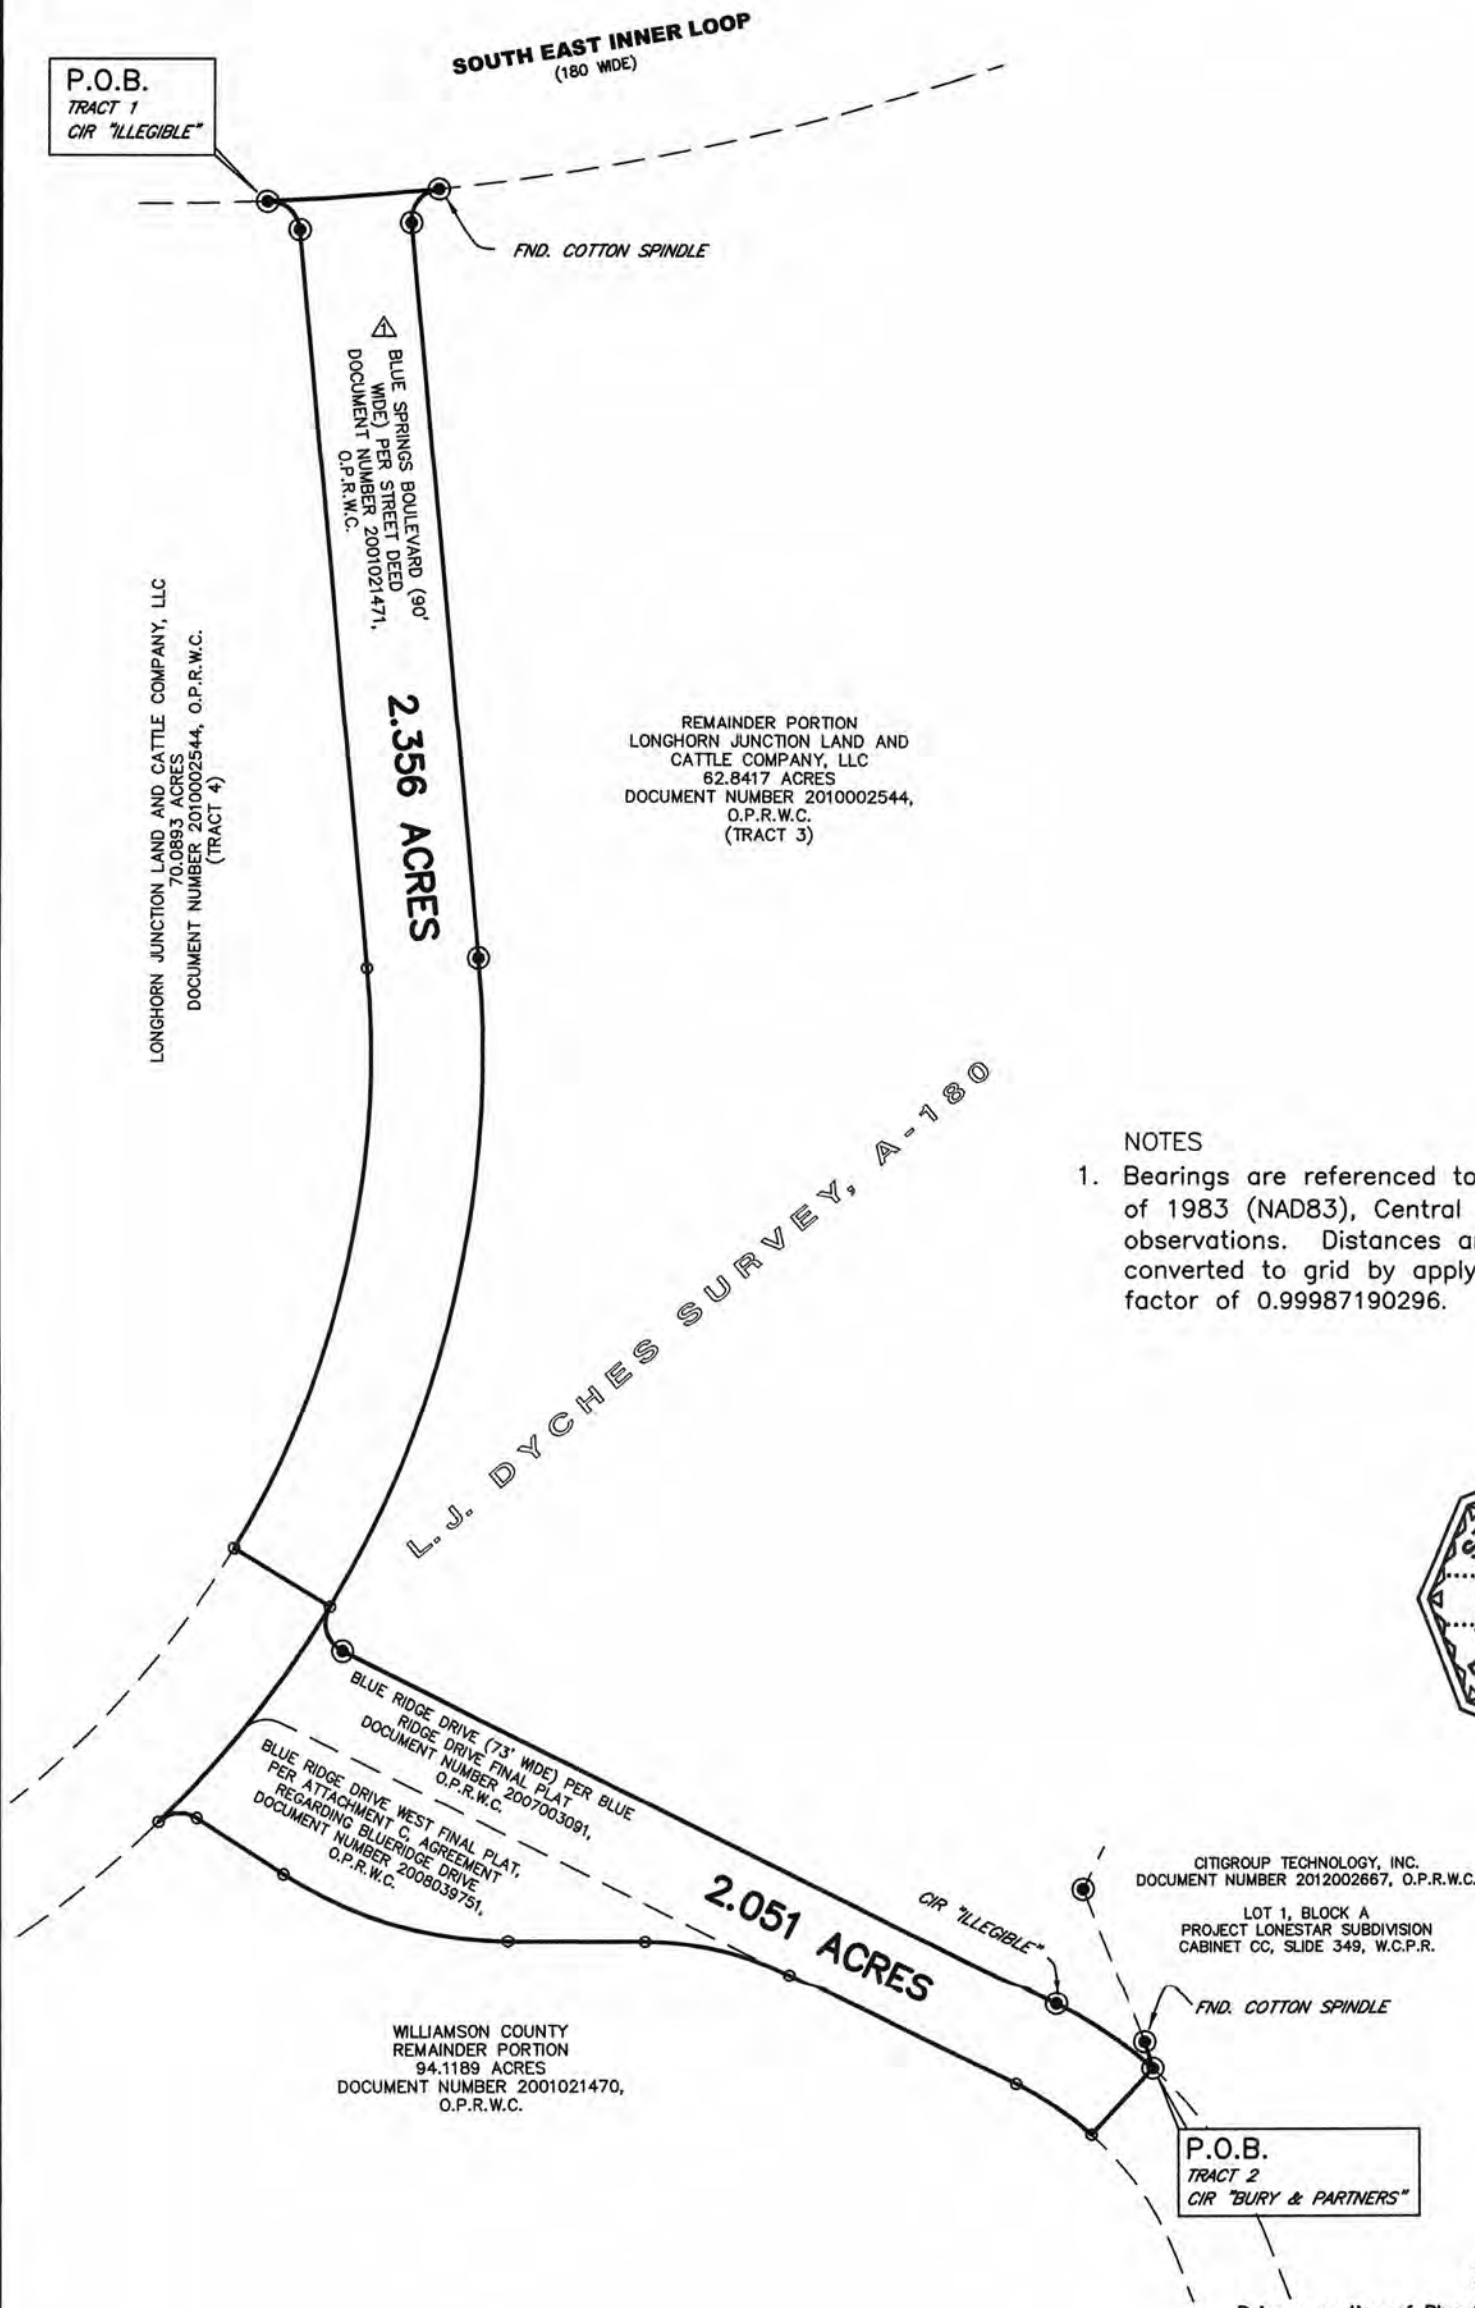 SOUTH EAST INNER LOOP
(180 WIDE)
P.O.B.
TRACT 1
CIR "ILLEGIBLE"
FND. COTTON SPINDLE
1
BLUE SPRINGS BOULEVARD (90'
WIDE) PER STREET DEED
DOCUMENT NUMBER 2001021471,
O.P.R.W.C.
2.356 ACRES
LONGHORN JUNCTION LAND AND CATTLE COMPANY, LLC
70.0893 ACRES
DOCUMENT NUMBER 2010002544, O.P.R.W.C.
(TRACT 4)
REMAINDER PORTION
LONGHORN JUNCTION LAND AND
CATTLE COMPANY, LLC
62.8417 ACRES
DOCUMENT NUMBER 2010002544,
O.P.R.W.C.
(TRACT 3)
L.J. DYCHES SURVEY, A-180
NOTES
1. Bearings are referenced to
of 1983 (NAD83), Central
observations. Distances
converted to grid by
factor of 0.99987190296.
BLUE RIDGE DRIVE (73' WIDE) PER BLUE
RIDGE DRIVE FINAL PLAT
DOCUMENT NUMBER 2007003091,
O.P.R.W.C.
BLUE RIDGE DRIVE WEST FINAL PLAT,
PER ATTACHMENT C, AGREEMENT
REGARDING BLUERIDGE DRIVE
DOCUMENT NUMBER 2008039751,
O.P.R.W.C.
2.051 ACRES
CIR "ILLEGIBLE"
CITIGROUP TECHNOLOGY, INC.
DOCUMENT NUMBER 2012002667, O.P.R.W.C.
LOT 1, BLOCK A
PROJECT LONESTAR SUBDIVISION
CABINET CC, SLIDE 349, W.C.P.R.
FND. COTTON SPINDLE
WILLIAMSON COUNTY
REMAINDER PORTION
94.1189 ACRES
DOCUMENT NUMBER 2001021470,
O.P.R.W.C.
P.O.B.
TRACT 2
CIR "BURY & PARTNERS"